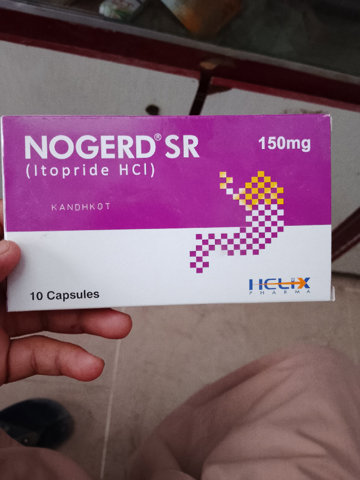 NOGERD® SR
150mg
(Itopride HCl)
KANDHKOT
10 Capsules
HELIX
PHARMA